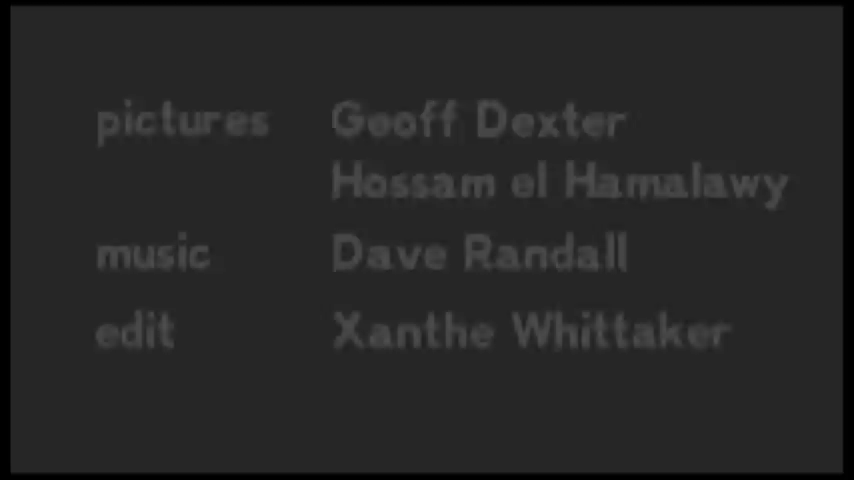 pictures Geoff Dexter
Hossam el Hamalawy
music Dave Randall
edit Xanthe Whittaker